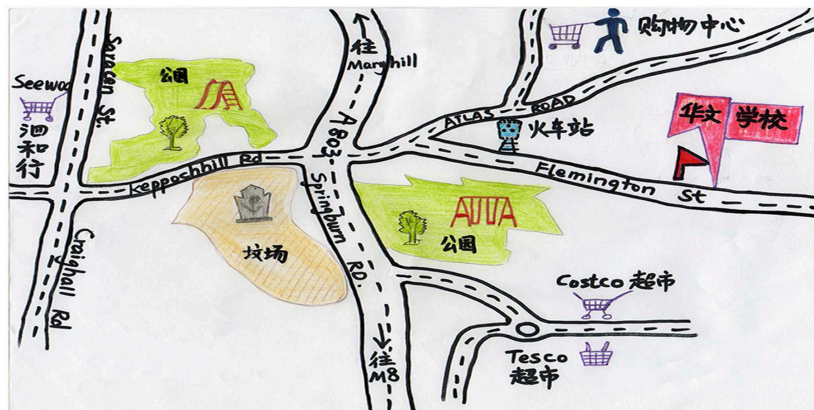 购物中心
往
Maryhill
Saracen St.
公园
Seewoo
泗和行
ATLAS ROAD
火车站
华文学校
A803
Keppochhill Rd
Flemington St
Springburn RD.
坟场
公园
Craighall Rd
Costco 超市
往
M8
Tesco
超市